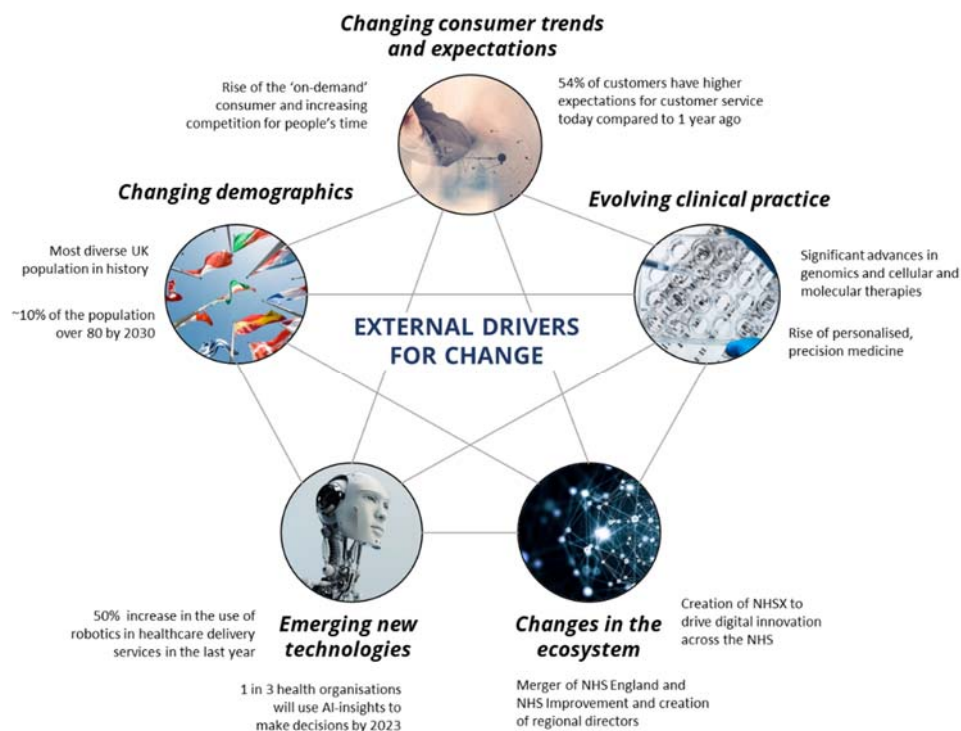 Changing consumer trends
and expectations
Rise of the ‘on-demand’
consumer and increasing
competition for people’s time
54% of customers have higher
expectations for customer service
today compared to 1 year ago
Changing demographics
Most diverse UK
population in history
~10% of the population
over 80 by 2030
Evolving clinical practice
Significant advances in
genomics and cellular and
molecular therapies
Rise of personalised,
precision medicine
EXTERNAL DRIVERS
FOR CHANGE
50% increase in the use of
robotics in healthcare delivery
services in the last year
Emerging new
technologies
1 in 3 health organisations
will use AI-insights to
make decisions by 2023
Changes in the
ecosystem
Creation of NHSX to
drive digital innovation
across the NHS
Merger of NHS England and
NHS Improvement and creation
of regional directors